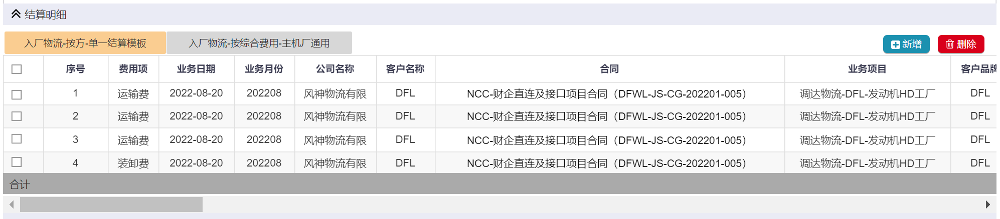 结算明细
入厂物流-按方-单一结算模板 入厂物流-按综合费用-主机厂通用 新增 删除
序号 费用项 业务日期 业务月份 公司名称 客户名称 合同 业务项目 客户品牌
1 运输费 2022-08-20 202208 风神物流有限 DFL NCC-财企直连及接口项目合同（DFWL-JS-CG-202201-005） 调达物流-DFL-发动机HD工厂 DFL
2 运输费 2022-08-20 202208 风神物流有限 DFL NCC-财企直连及接口项目合同（DFWL-JS-CG-202201-005） 调达物流-DFL-发动机HD工厂 DFL
3 运输费 2022-08-20 202208 风神物流有限 DFL NCC-财企直连及接口项目合同（DFWL-JS-CG-202201-005） 调达物流-DFL-发动机HD工厂 DFL
4 装卸费 2022-08-20 202208 风神物流有限 DFL NCC-财企直连及接口项目合同（DFWL-JS-CG-202201-005） 调达物流-DFL-发动机HD工厂 DFL
合计